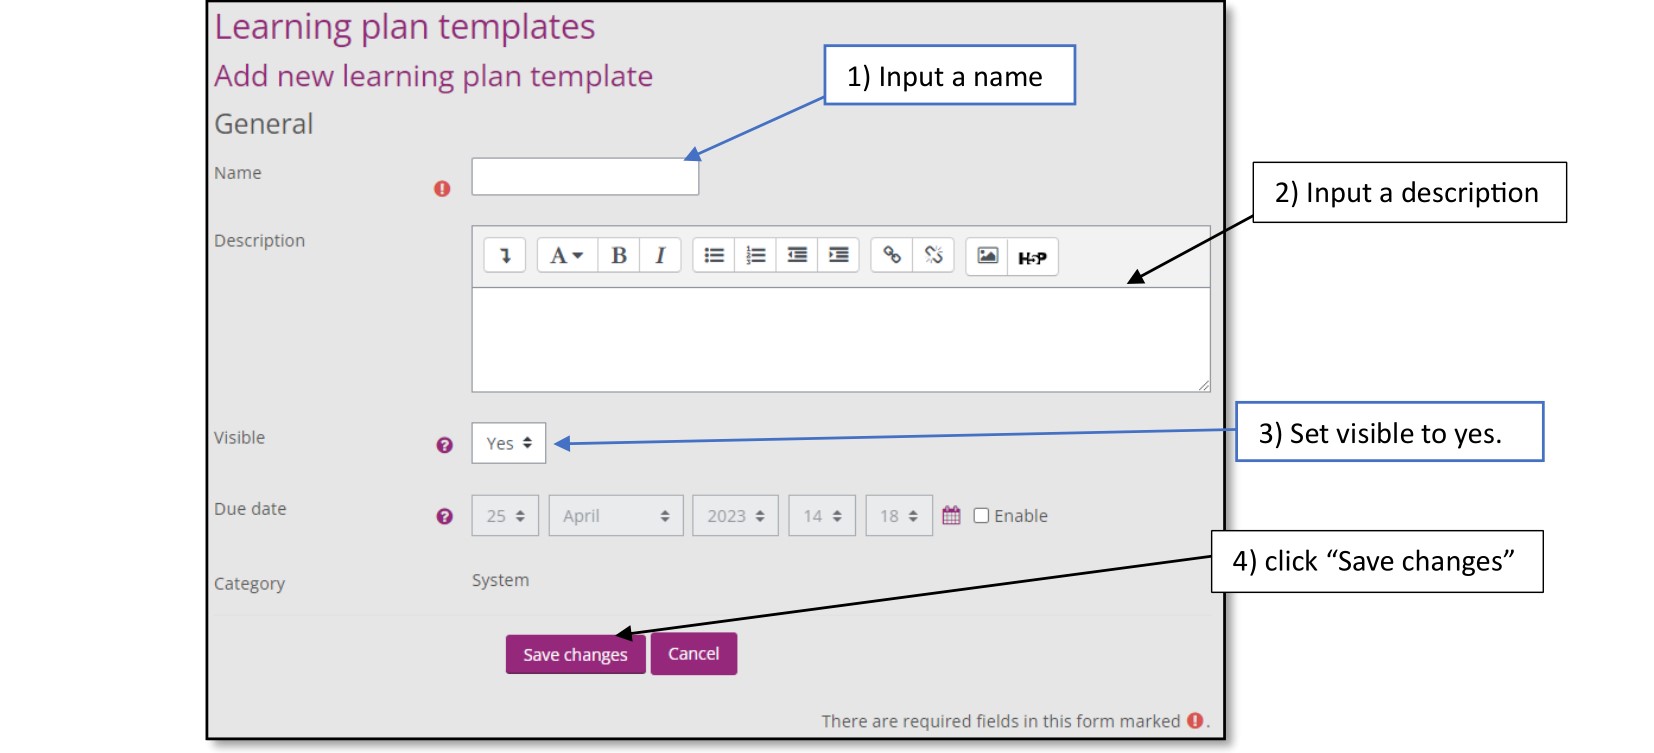 Learning plan templates
Add new learning plan template
1) Input a name
General
Name
2) Input a description
Description
A B I H5P
Visible
Yes
3) Set visible to yes.
Due date
25 April 2023 14 18 Enable
4) click “Save changes”
Category System
Save changes Cancel
There are required fields in this form marked .